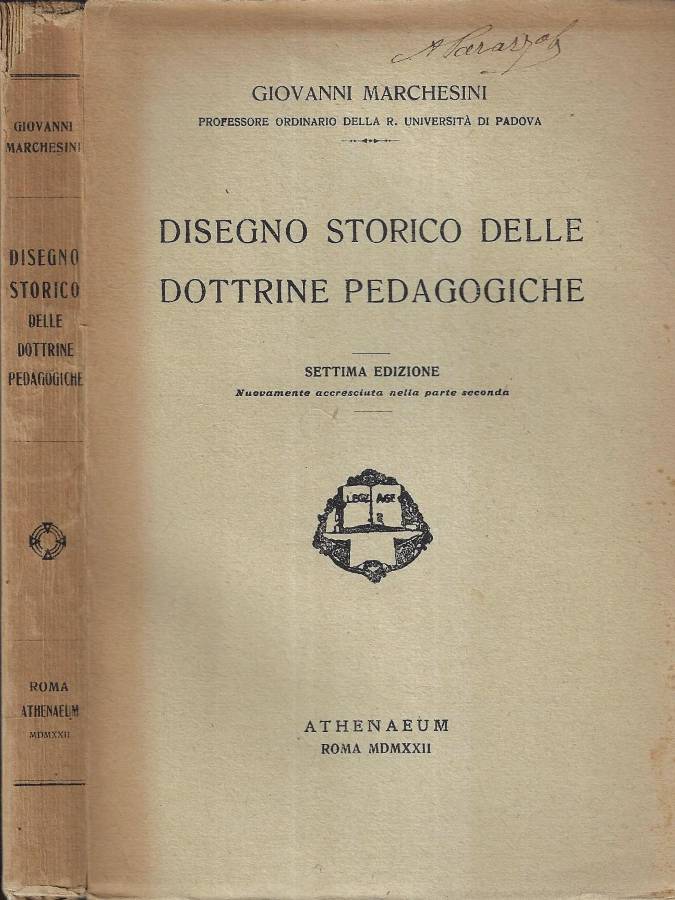 GIOVANNI
MARCHESINI
DISEGNO
STORICO
DELLE
DOTTRINE
PEDAGOGICHE
ROMA
ATHENAEUM
MDMXXII
GIOVANNI MARCHESINI
PROFESSORE ORDINARIO DELLA R. UNIVERSITÀ DI PADOVA
DISEGNO STORICO DELLE
DOTTRINE PEDAGOGICHE
SETTIMA EDIZIONE
Nuovamente accresciuta nella parte seconda
AGE
ATHENAEUM
ROMA MDMXXII